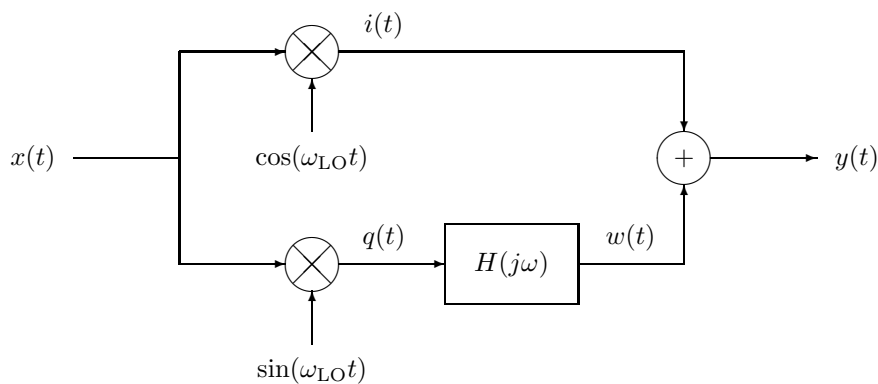 i(t)
x(t)
cos(ω_LO t)
+
y(t)
q(t)
H(jω)
w(t)
sin(ω_LO t)